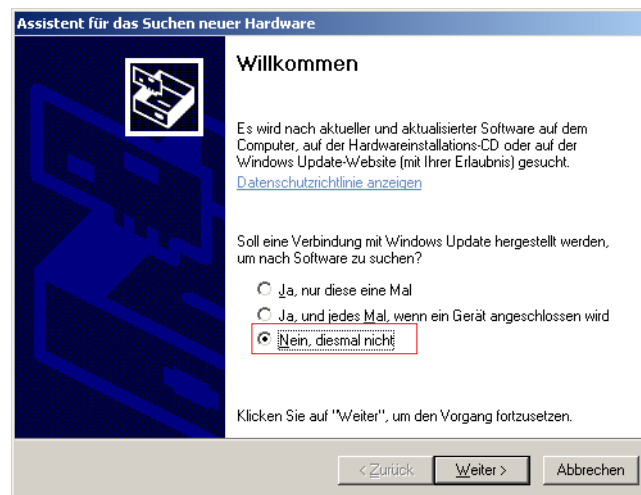 Assistent für das Suchen neuer Hardware
Willkommen
Es wird nach aktueller und aktualisierter Software auf dem
Computer, auf der Hardwareinstallations-CD oder auf der
Windows Update-Website (mit Ihrer Erlaubnis) gesucht.
Datenschutzrichtlinie anzeigen
Soll eine Verbindung mit Windows Update hergestellt werden,
um nach Software zu suchen?
Ja, nur diese eine Mal
Ja, und jedes Mal, wenn ein Gerät angeschlossen wird
Nein, diesmal nicht
Klicken Sie auf "Weiter", um den Vorgang fortzusetzen.
< Zurück Weiter > Abbrechen